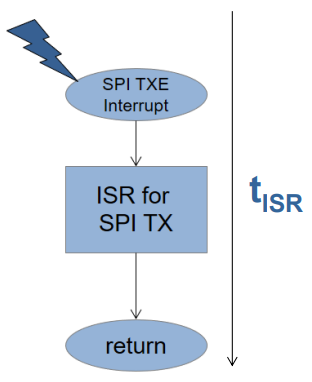 SPI TXE
Interrupt
ISR for
SPI TX
tISR
return